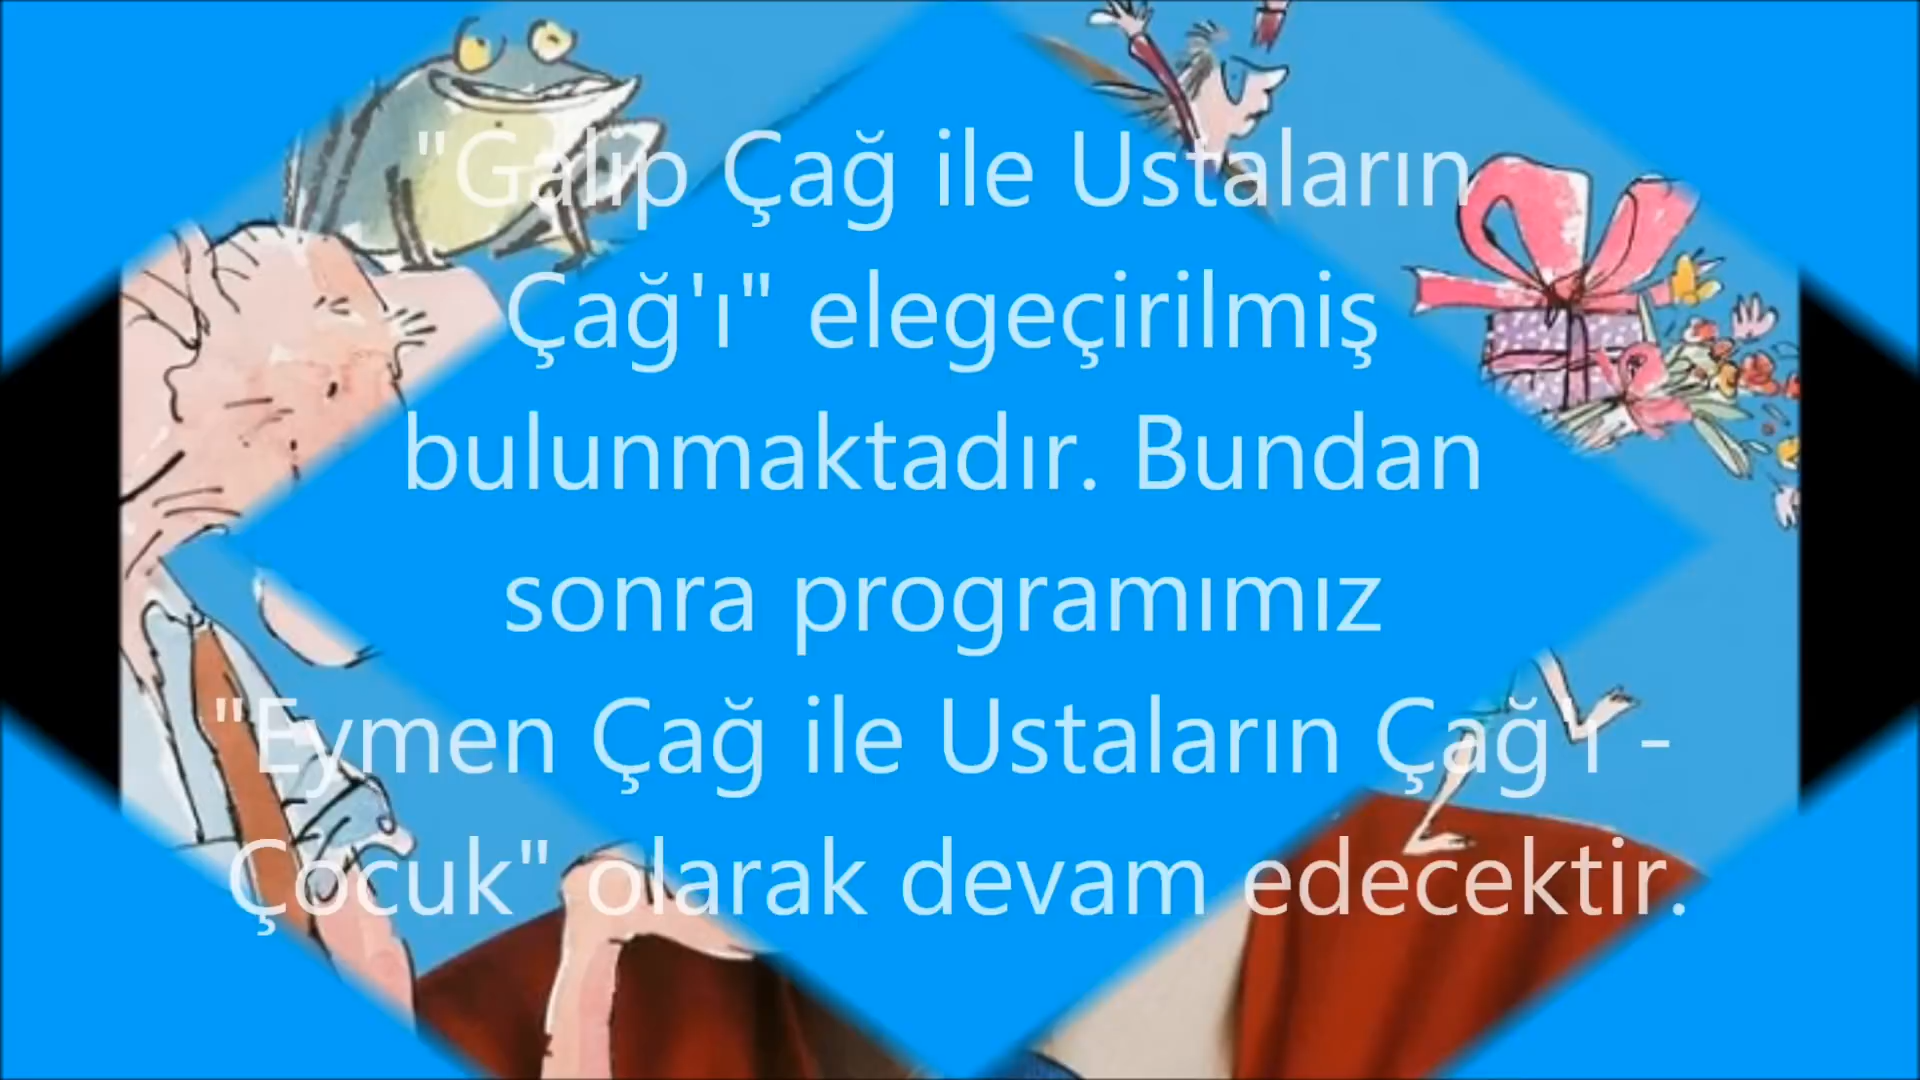 "Galip Çağ ile Ustaların
Çağ'ı" elegeçirilmiş
bulunmaktadır. Bundan
sonra programımız
"Eymen Çağ ile Ustaların Çağ'ı -
Çocuk" olarak devam edecektir.